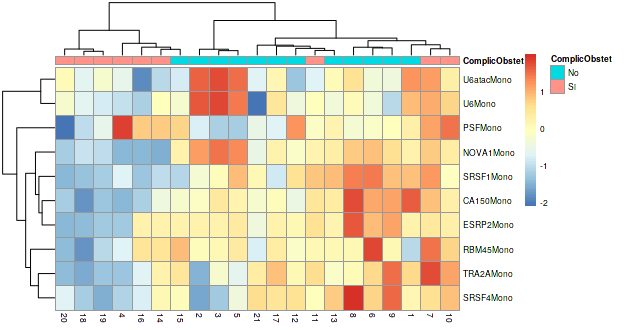 ComplicObstet
U6atacMono
U6Mono
PSFMono
NOVA1Mono
SRSF1Mono
CA150Mono
ESRP2Mono
RBM45Mono
TRA2AMono
SRSF4Mono
20 18 19 4 16 14 15 2 3 5 21 17 12 11 13 8 6 9 1 7 10
1
0
-1
-2
ComplicObstet
No
SI